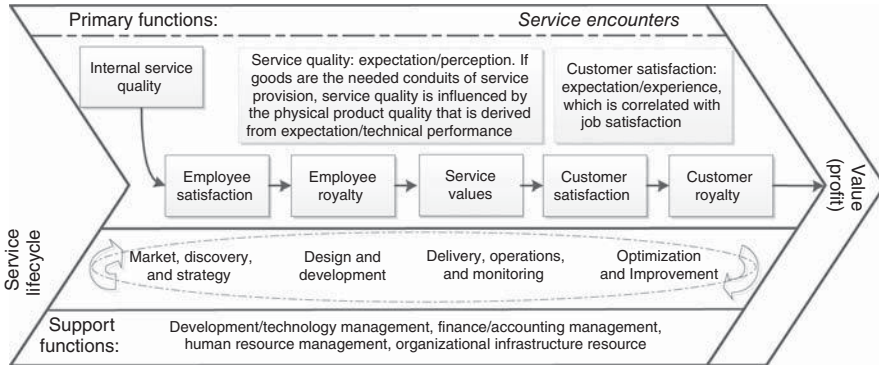 Primary functions:
Service encounters
Internal service
quality
Service quality: expectation/perception. If
goods are the needed conduits of service
provision, service quality is influenced by
the physical product quality that is derived
from expectation/technical performance
Customer satisfaction:
expectation/experience,
which is correlated with
job satisfaction
Employee
satisfaction
Employee
royalty
Service
values
Customer
satisfaction
Customer
royalty
Value
(profit)
Service
lifecycle
Market, discovery,
and strategy
Design and
development
Delivery, operations,
and monitoring
Optimization
and Improvement
Support
functions:
Development/technology management, finance/accounting management,
human resource management, organizational infrastructure resource